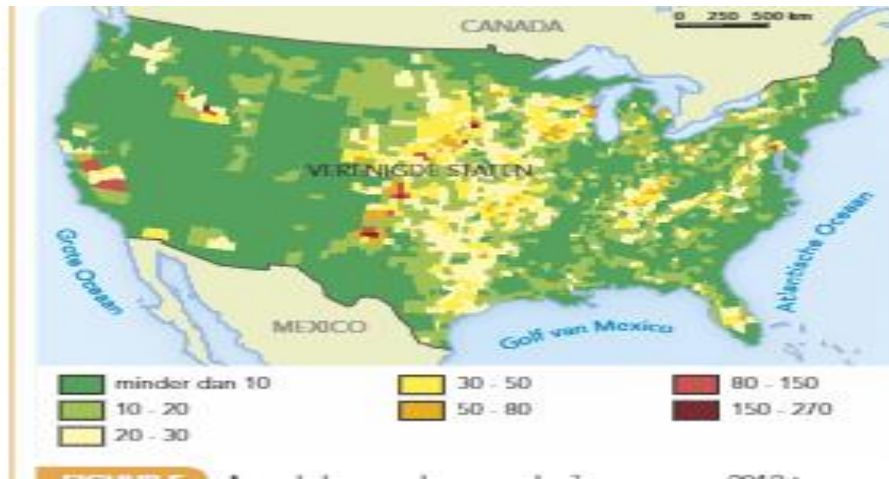 CANADA
0 250 500 km
VERENIGDE STATEN
Grote Oceaan
Atlantische Oceaan
MEXICO
Golf van Mexico
minder dan 10
10 - 20
20 - 30
30 - 50
50 - 80
80 - 150
150 - 270